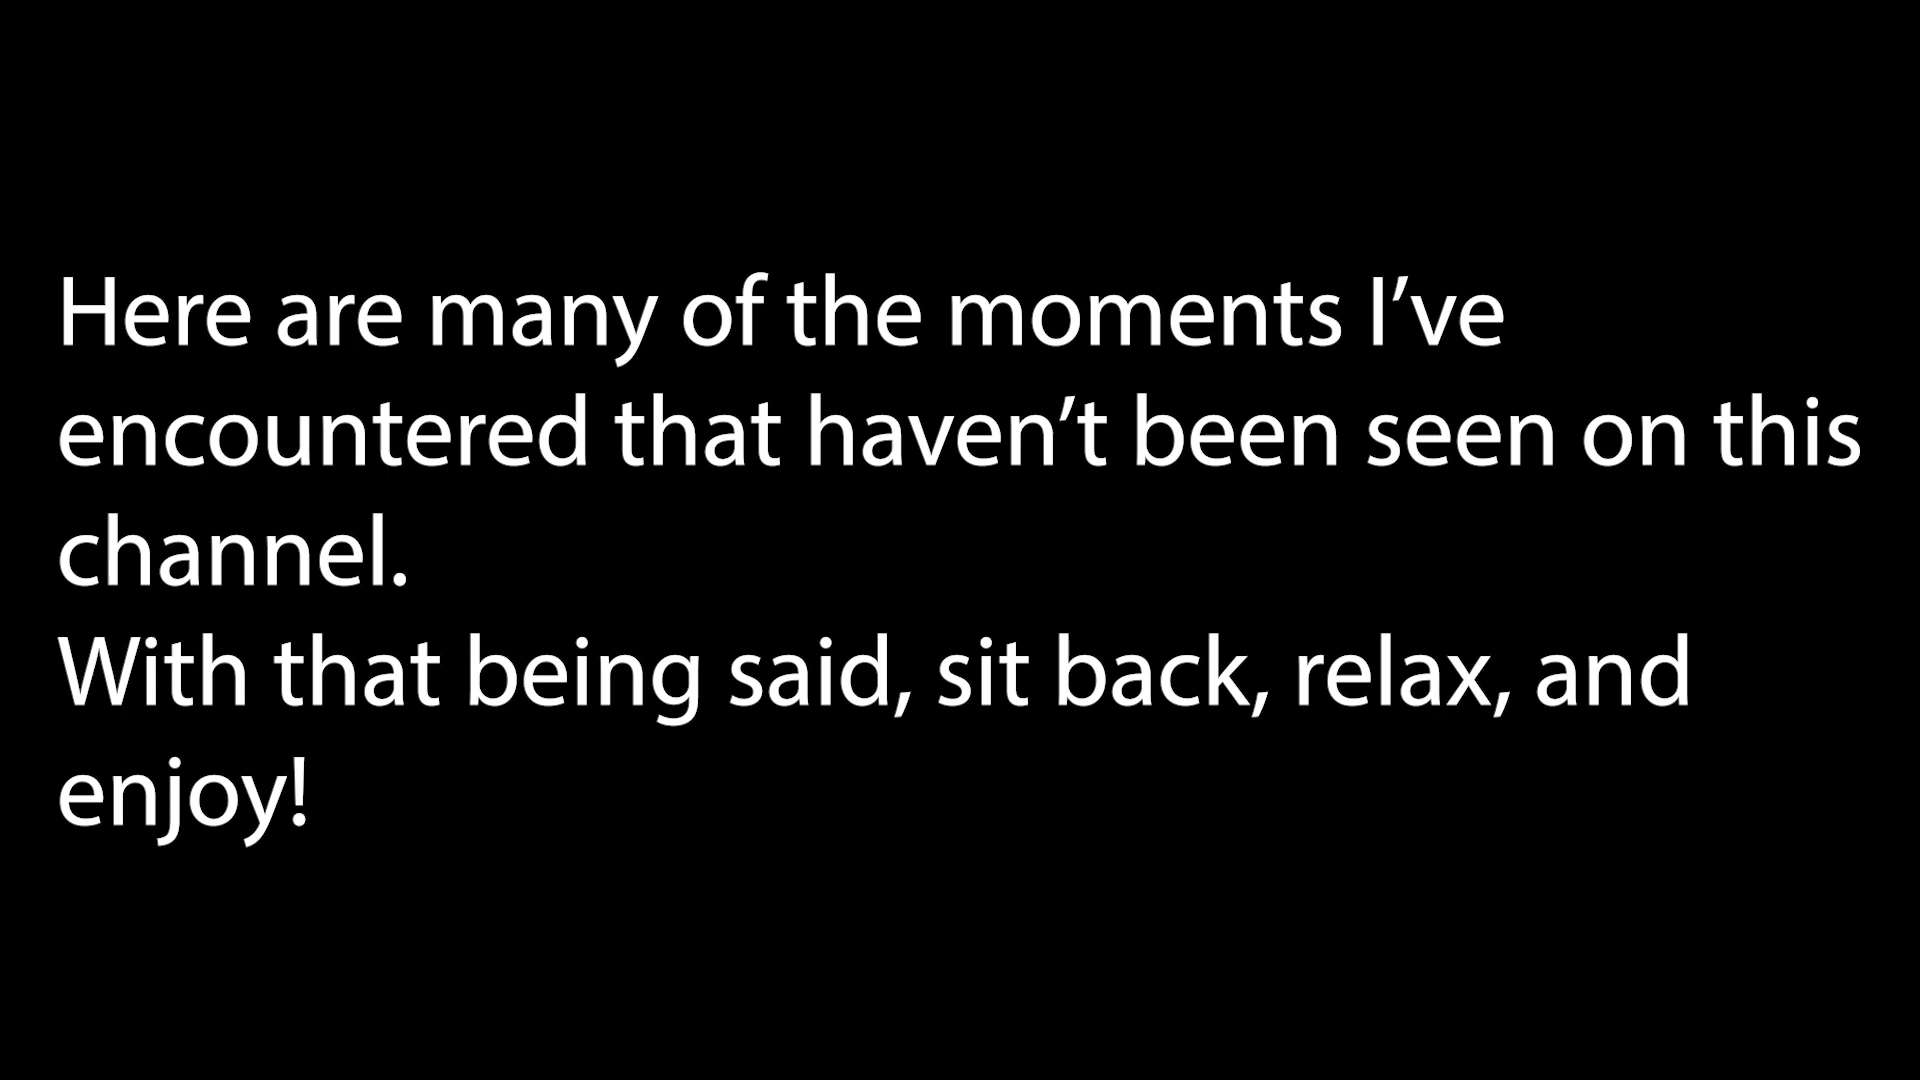 Here are many of the moments I’ve
encountered that haven’t been seen on this
channel.
With that being said, sit back, relax, and
enjoy!